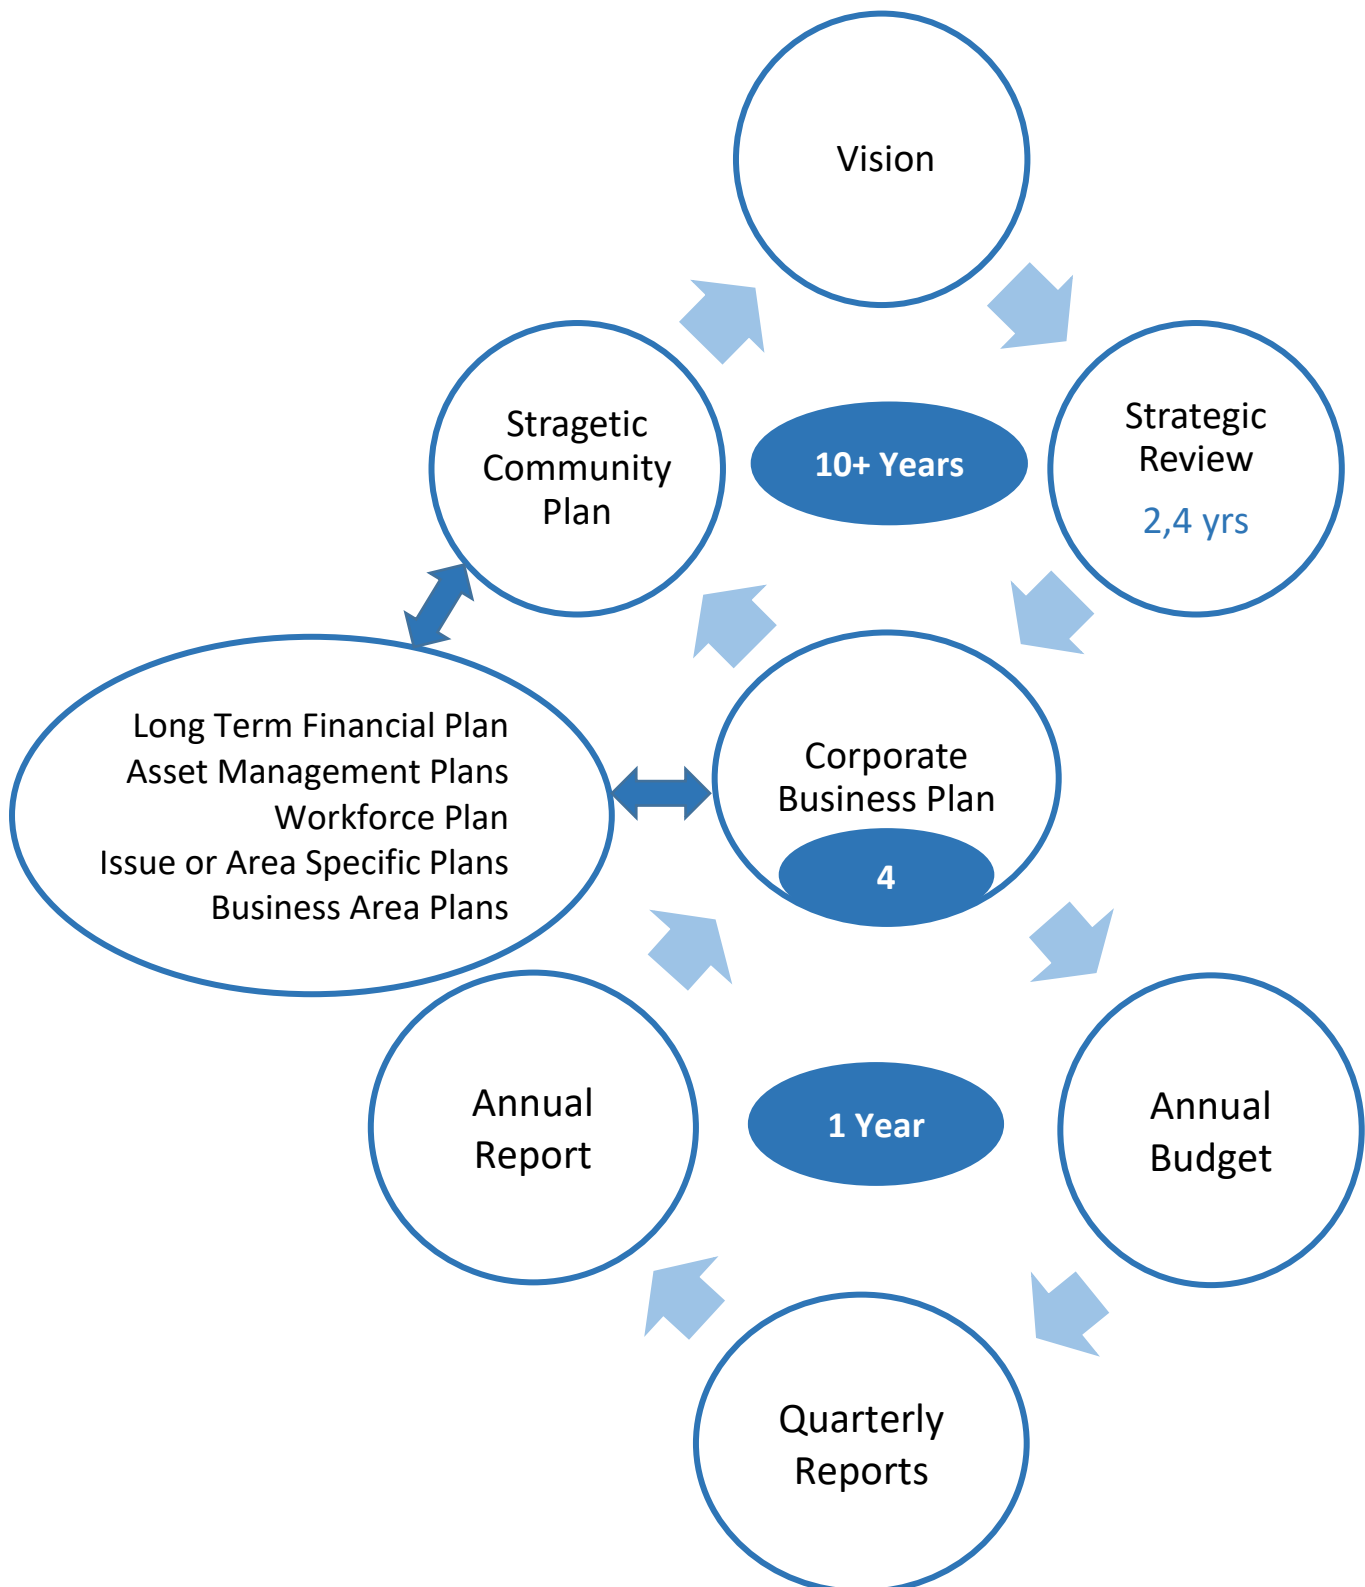 Vision
Stragetic
Community
Plan
10+ Years
Strategic
Review
2,4 yrs
Long Term Financial Plan
Asset Management Plans
Workforce Plan
Issue or Area Specific Plans
Business Area Plans
Corporate
Business Plan
4
Annual
Report
1 Year
Annual
Budget
Quarterly
Reports